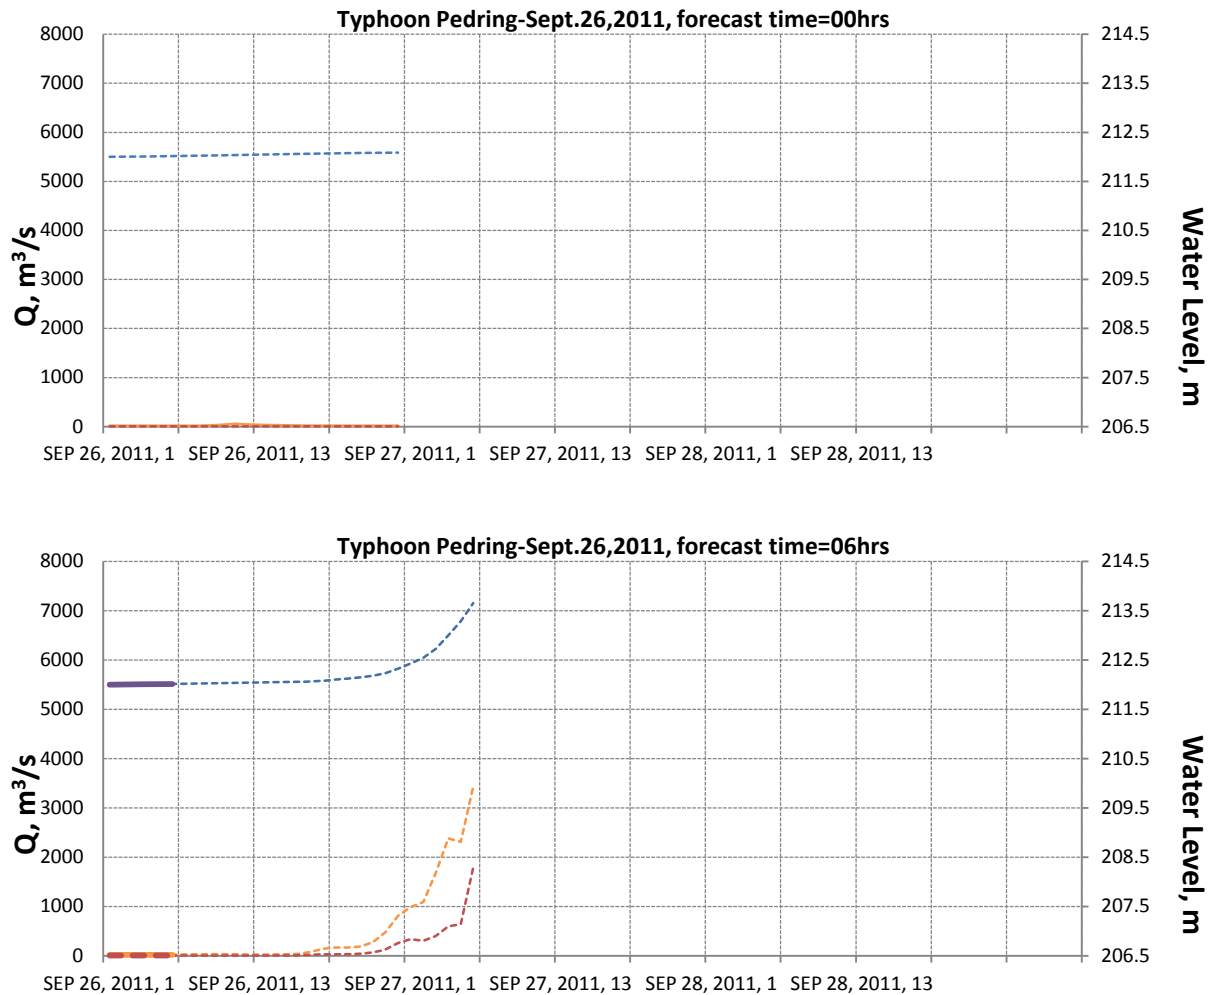 Typhoon Pedring-Sept.26,2011, forecast time=00hrs
8000 214.5
7000 213.5
6000 212.5
5000 211.5
4000 210.5
3000 209.5
2000 208.5
1000 207.5
0 206.5
Q, m³/s
Water Level, m
SEP 26, 2011, 1 SEP 26, 2011, 13 SEP 27, 2011, 1 SEP 27, 2011, 13 SEP 28, 2011, 1 SEP 28, 2011, 13
Typhoon Pedring-Sept.26,2011, forecast time=06hrs
8000 214.5
7000 213.5
6000 212.5
5000 211.5
4000 210.5
3000 209.5
2000 208.5
1000 207.5
0 206.5
Q, m³/s
Water Level, m
SEP 26, 2011, 1 SEP 26, 2011, 13 SEP 27, 2011, 1 SEP 27, 2011, 13 SEP 28, 2011, 1 SEP 28, 2011, 13